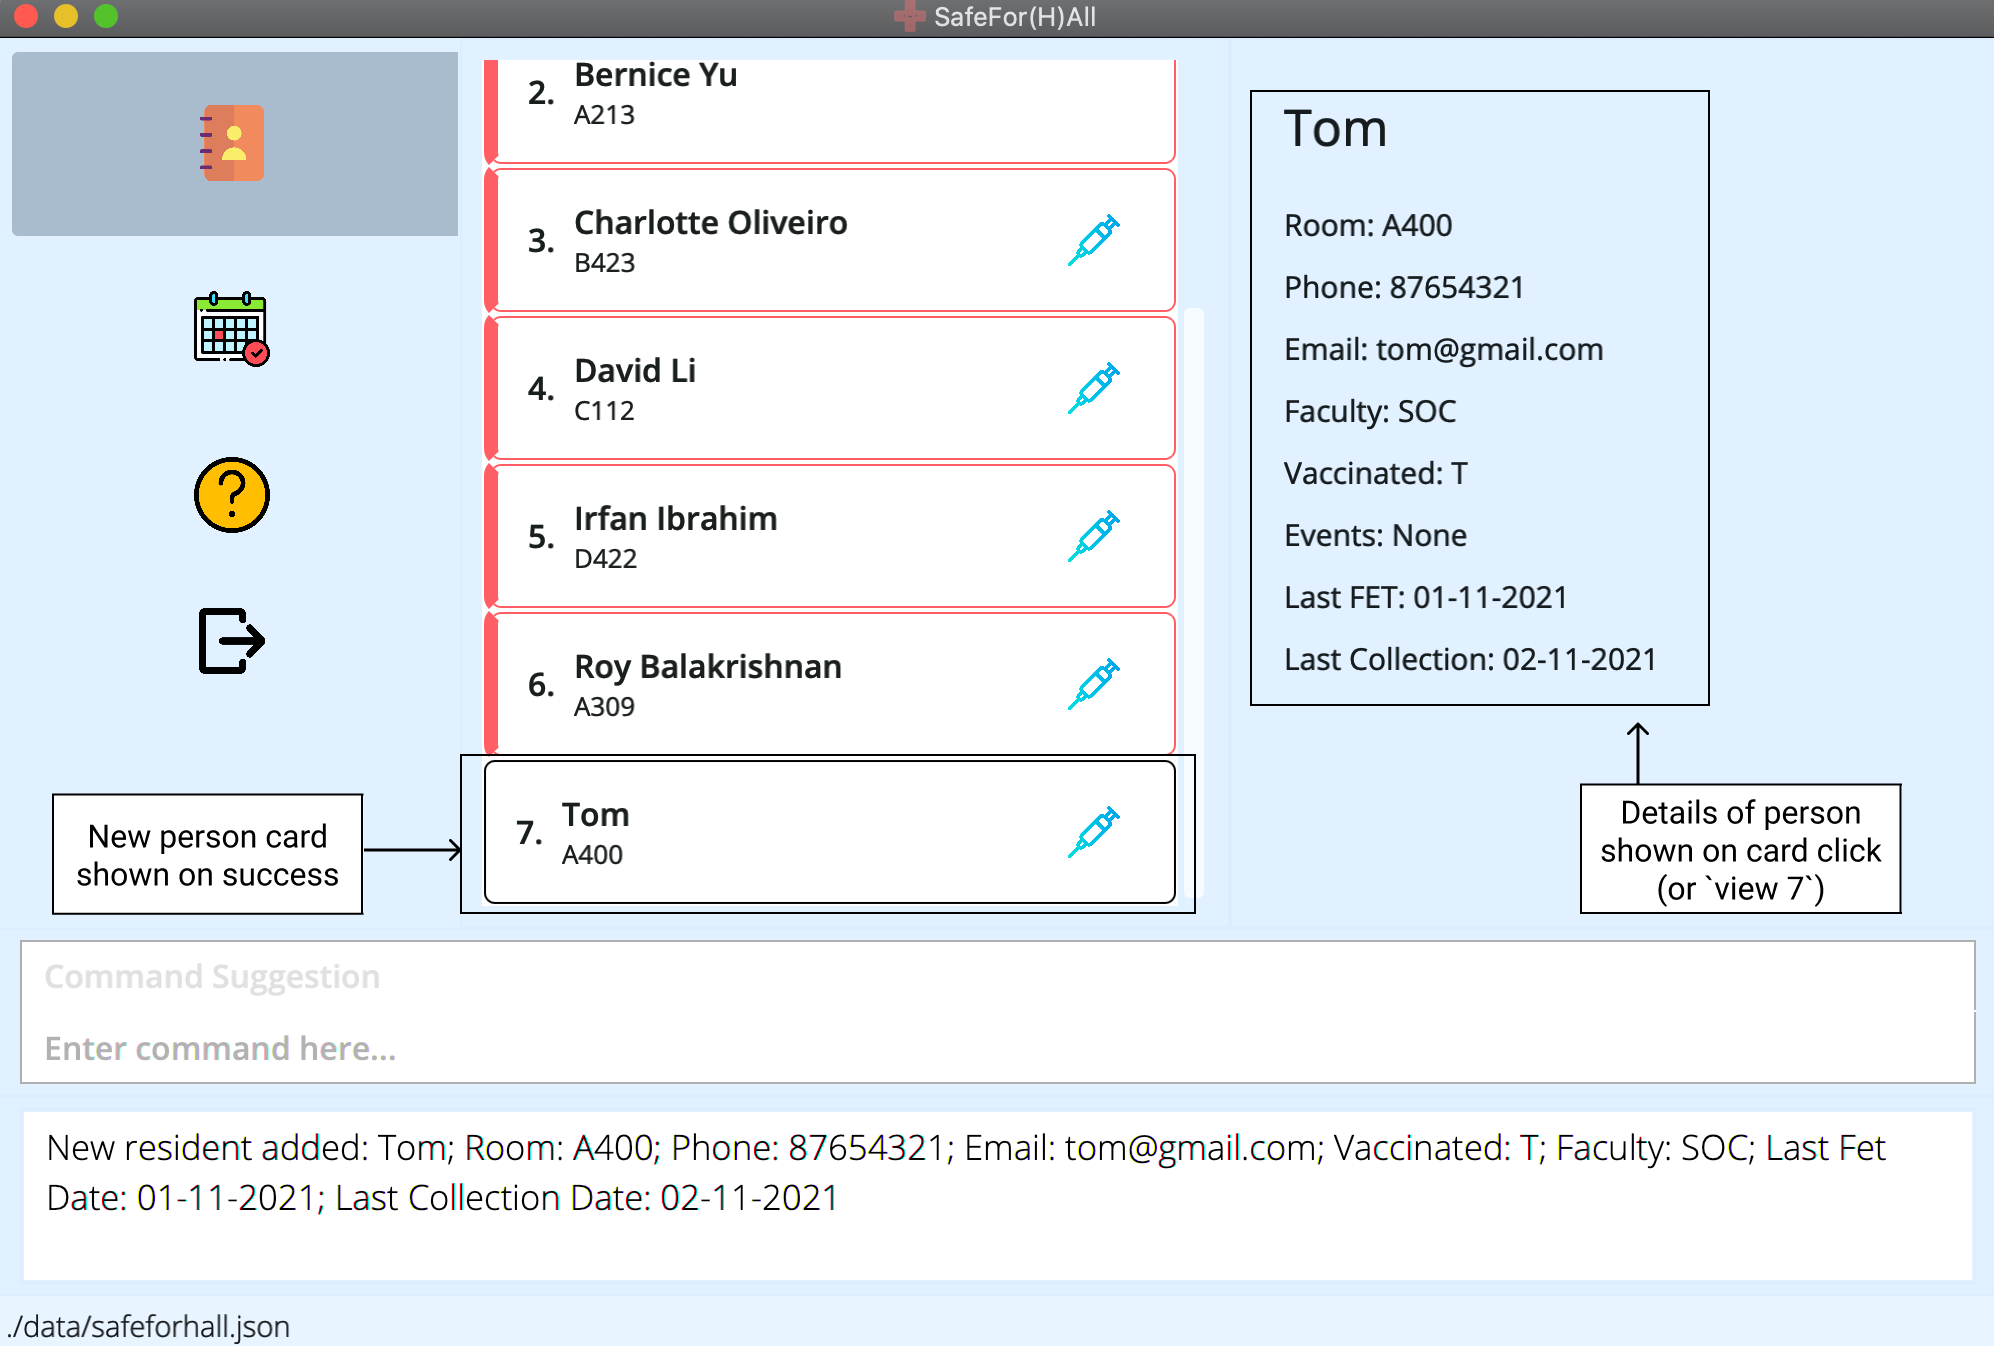 SafeFor(H)All
2.
Bernice Yu
A213
3.
Charlotte Oliveiro
B423
4.
David Li
C112
5.
Irfan Ibrahim
D422
6.
Roy Balakrishnan
A309
7.
Tom
A400
New person card
shown on success
Tom
Room: A400
Phone: 87654321
Email: tom@gmail.com
Faculty: SOC
Vaccinated: T
Events: None
Last FET: 01-11-2021
Last Collection: 02-11-2021
Details of person
shown on card click
(or `view 7`)
Command Suggestion
Enter command here...
New resident added: Tom; Room: A400; Phone: 87654321; Email: tom@gmail.com; Vaccinated: T; Faculty: SOC; Last Fet
Date: 01-11-2021; Last Collection Date: 02-11-2021
./data/safeforhall.json